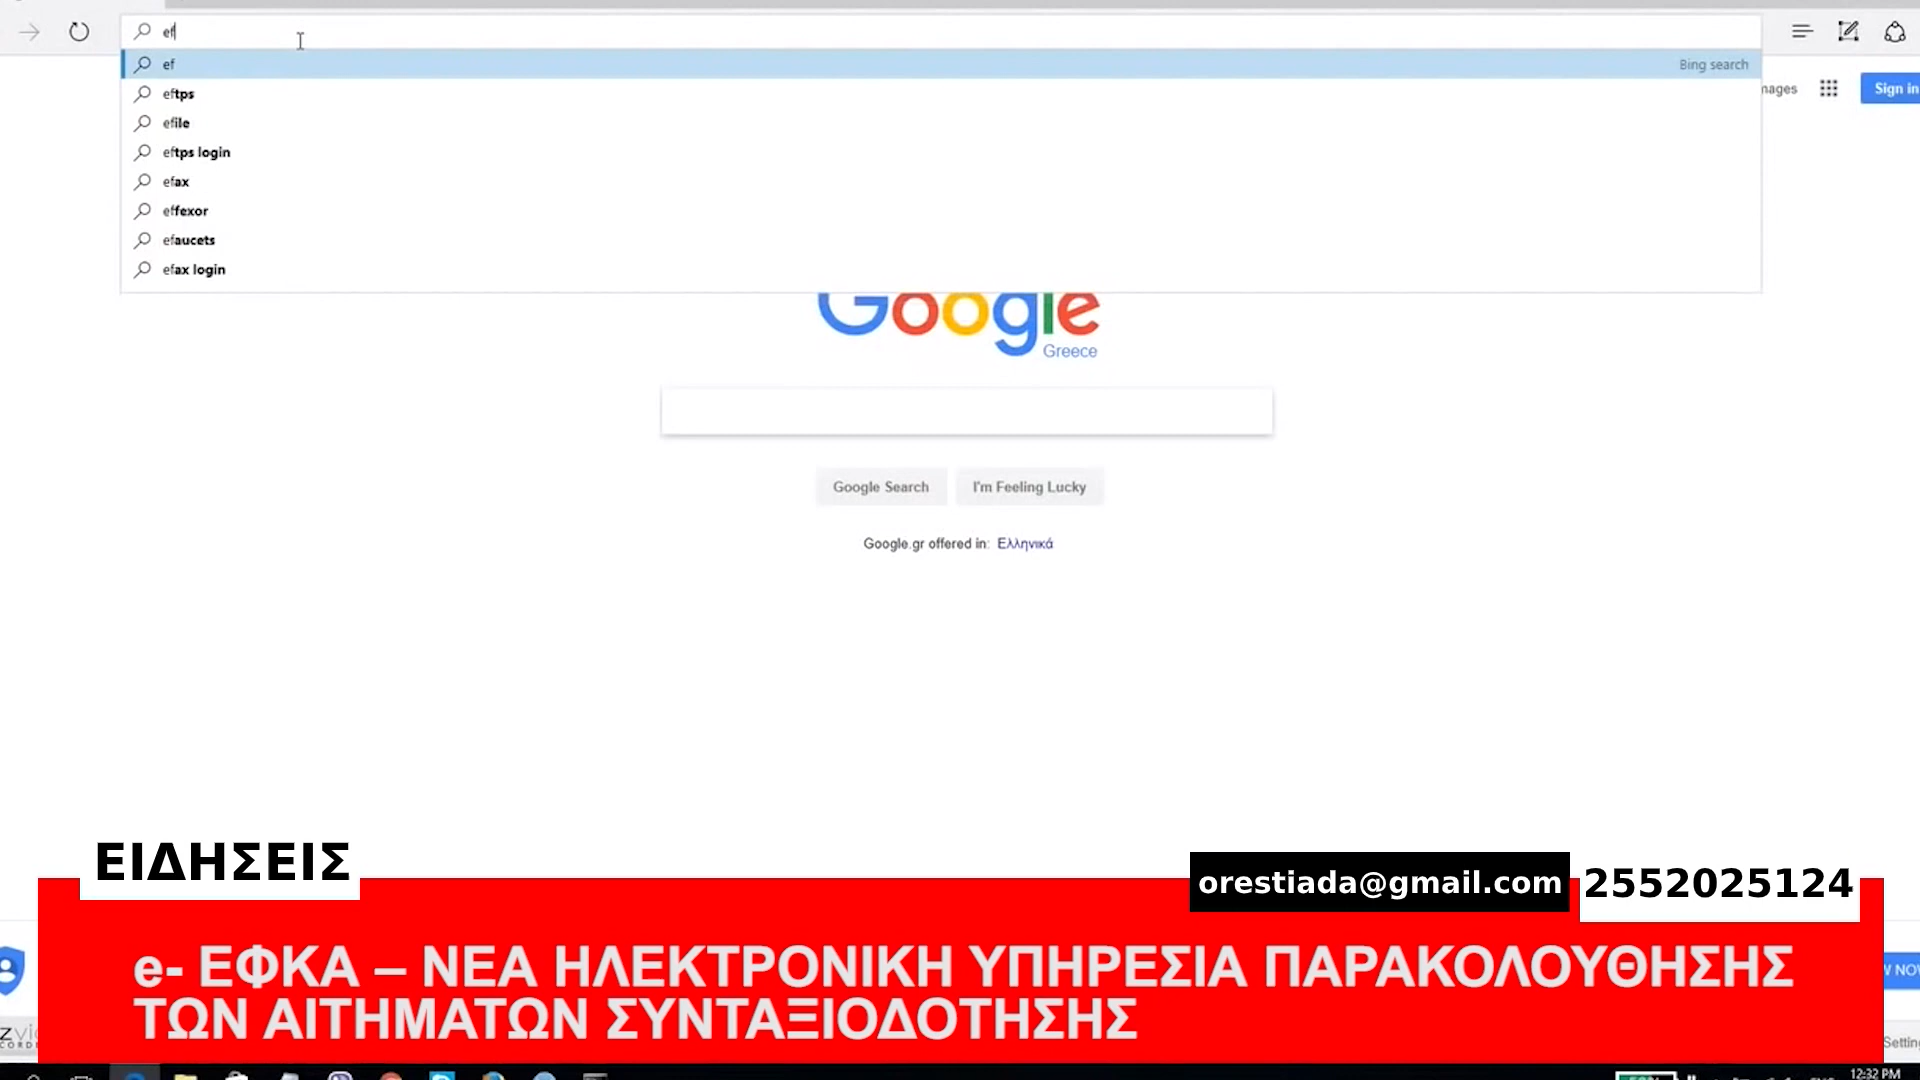 ef
ef
Bing search
eftps
efile
eftps login
efax
effexor
efaucets
efax login
Sign in
Google
Greece
Google Search
I'm Feeling Lucky
Google.gr offered in: Ελληνικά
ΕΙΔΗΣΕΙΣ
orestiada@gmail.com
2552025124
e- ΕΦΚΑ – ΝΕΑ ΗΛΕΚΤΡΟΝΙΚΗ ΥΠΗΡΕΣΙΑ ΠΑΡΑΚΟΛΟΥΘΗΣΗΣ
ΤΩΝ ΑΙΤΗΜΑΤΩΝ ΣΥΝΤΑΞΙΟΔΟΤΗΣΗΣ
12:32 PM